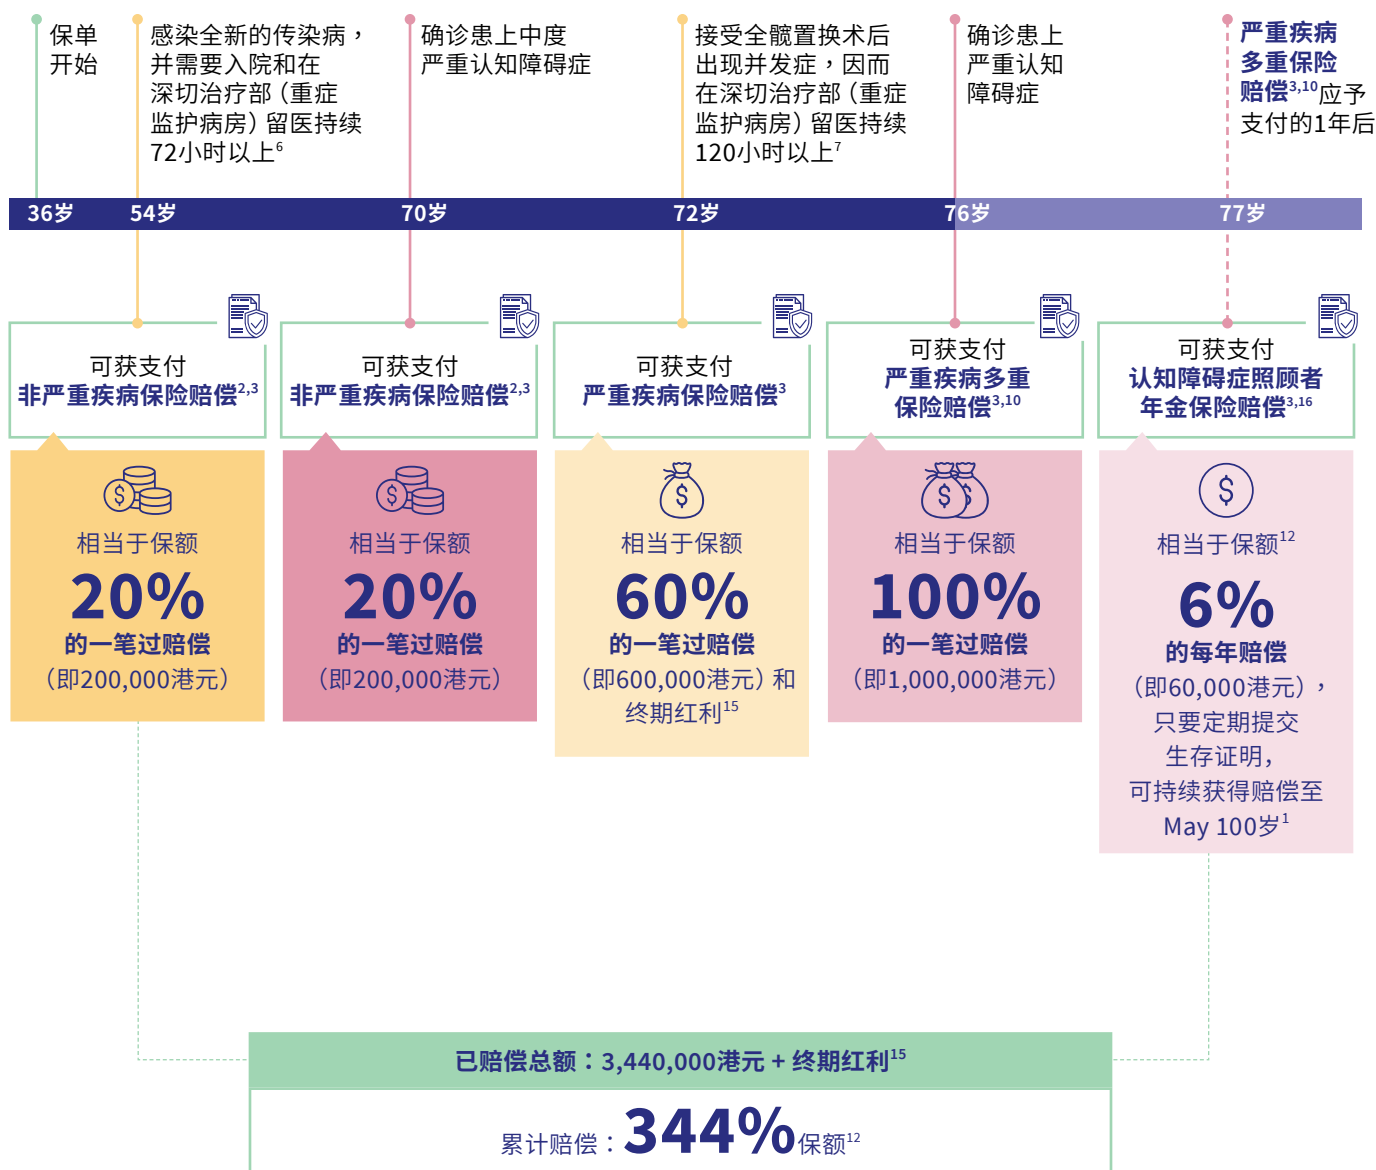 保单
开始
感染全新的传染病，
并需要入院和在
深切治疗部（重症
监护病房）留医持续
72小时以上6
确诊患上中度
严重认知障碍症
接受全髋置换术后
出现并发症，因而
在深切治疗部（重症
监护病房）留医持续
120小时以上7
确诊患上
严重认知
障碍症
严重疾病
多重保险
赔偿3,10应予
支付的1年后
36岁
54岁
70岁
72岁
76岁
77岁
可获支付
非严重疾病保险赔偿2,3
可获支付
非严重疾病保险赔偿2,3
可获支付
严重疾病保险赔偿3
可获支付
严重疾病多重
保险赔偿3,10
可获支付
认知障碍症照顾者
年金保险赔偿3,16
相当于保额
20%
的一笔过赔偿
（即200,000港元）
相当于保额
20%
的一笔过赔偿
（即200,000港元）
相当于保额
60%
的一笔过赔偿
（即600,000港元）和
终期红利15
相当于保额
100%
的一笔过赔偿
（即1,000,000港元）
相当于保额12
6%
的每年赔偿
（即60,000港元），
只要定期提交
生存证明，
可持续获得赔偿至
May 100岁1
已赔偿总额：3,440,000港元 + 终期红利15
累计赔偿：344%保额12